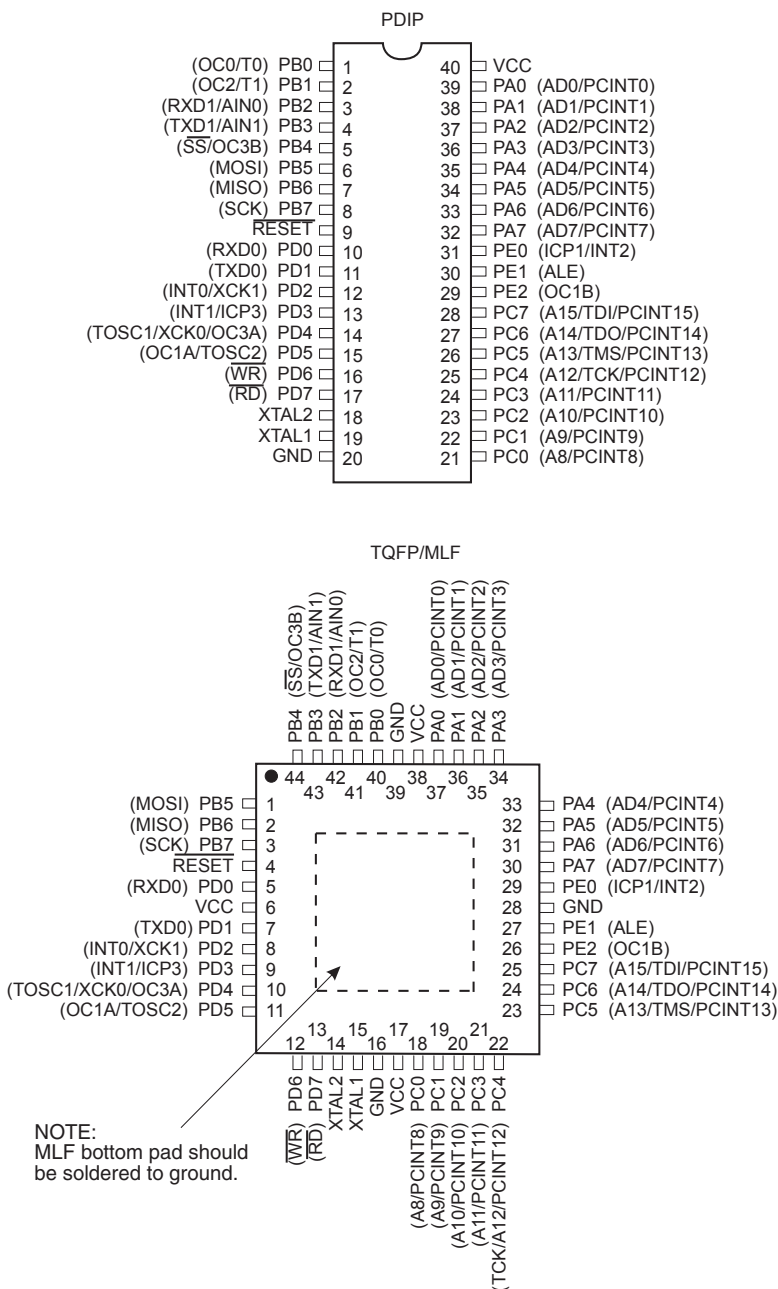 PDIP
(OC0/T0) PB0 1 40 VCC
(OC2/T1) PB1 2 39 PA0 (AD0/PCINT0)
(RXD1/AIN0) PB2 3 38 PA1 (AD1/PCINT1)
(TXD1/AIN1) PB3 4 37 PA2 (AD2/PCINT2)
(SS/OC3B) PB4 5 36 PA3 (AD3/PCINT3)
(MOSI) PB5 6 35 PA4 (AD4/PCINT4)
(MISO) PB6 7 34 PA5 (AD5/PCINT5)
(SCK) PB7 8 33 PA6 (AD6/PCINT6)
RESET 9 32 PA7 (AD7/PCINT7)
(RXD0) PD0 10 31 PE0 (ICP1/INT2)
(TXD0) PD1 11 30 PE1 (ALE)
(INT0/XCK1) PD2 12 29 PE2 (OC1B)
(INT1/ICP3) PD3 13 28 PC7 (A15/TDI/PCINT15)
(TOSC1/XCK0/OC3A) PD4 14 27 PC6 (A14/TDO/PCINT14)
(OC1A/TOSC2) PD5 15 26 PC5 (A13/TMS/PCINT13)
(WR) PD6 16 25 PC4 (A12/TCK/PCINT12)
(RD) PD7 17 24 PC3 (A11/PCINT11)
XTAL2 18 23 PC2 (A10/PCINT10)
XTAL1 19 22 PC1 (A9/PCINT9)
GND 20 21 PC0 (A8/PCINT8)
TQFP/MLF
PB4 (SS/OC3B)
PB3 (TXD1/AIN1)
PB2 (RXD1/AIN0)
PB1 (OC2/T1)
PB0 (OC0/T0)
GND
VCC
PA0 (AD0/PCINT0)
PA1 (AD1/PCINT1)
PA2 (AD2/PCINT2)
PA3 (AD3/PCINT3)
44 42 40 38 36 34
43 41 39 37 35
(MOSI) PB5 1 33 PA4 (AD4/PCINT4)
(MISO) PB6 2 32 PA5 (AD5/PCINT5)
(SCK) PB7 3 31 PA6 (AD6/PCINT6)
RESET 4 30 PA7 (AD7/PCINT7)
(RXD0) PD0 5 29 PE0 (ICP1/INT2)
VCC 6 28 GND
(TXD0) PD1 7 27 PE1 (ALE)
(INT0/XCK1) PD2 8 26 PE2 (OC1B)
(INT1/ICP3) PD3 9 25 PC7 (A15/TDI/PCINT15)
(TOSC1/XCK0/OC3A) PD4 10 24 PC6 (A14/TDO/PCINT14)
(OC1A/TOSC2) PD5 11 23 PC5 (A13/TMS/PCINT13)
13 15 17 19 21
12 14 16 18 20 22
(WR) PD6
(RD) PD7
XTAL2
XTAL1
GND
VCC
(A8/PCINT8) PC0
(A9/PCINT9) PC1
(A10/PCINT10) PC2
(A11/PCINT11) PC3
(TCK/A12/PCINT12) PC4
NOTE:
MLF bottom pad should
be soldered to ground.